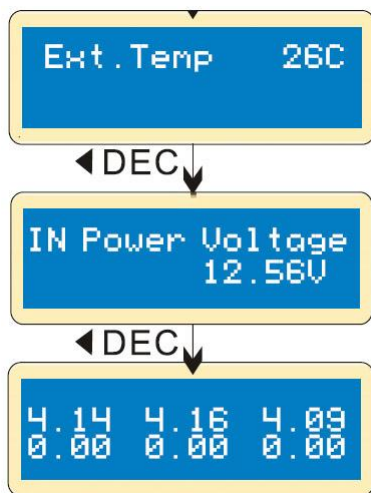 Ext.Temp 26C
◀DEC
IN Power Voltage
12.56V
◀DEC
4.14 4.16 4.09
0.00 0.00 0.00